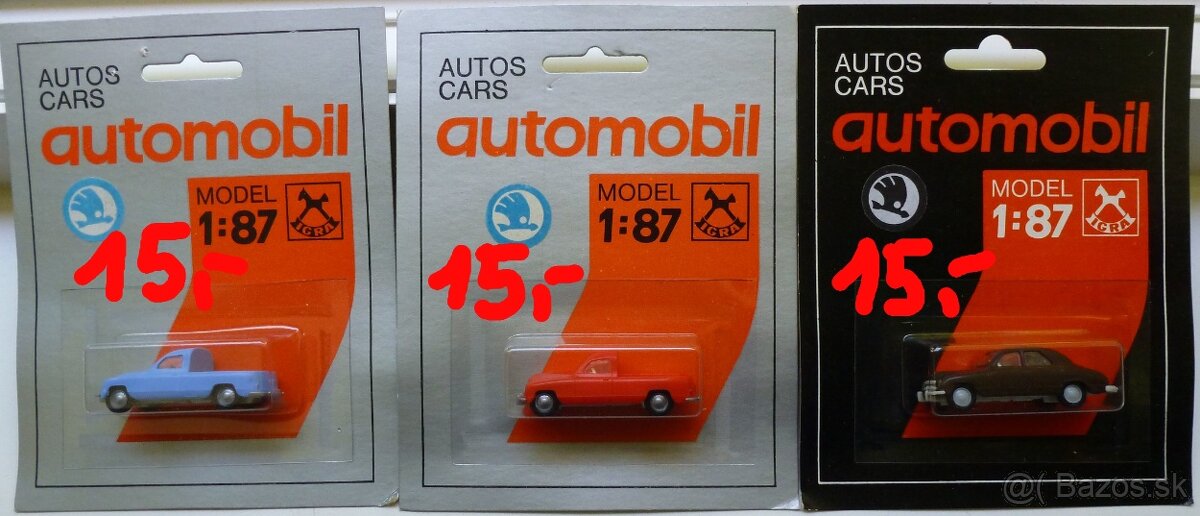 AUTOS
CARS
automobil
MODEL
1:87
IGRA
15,-
AUTOS
CARS
automobil
MODEL
1:87
IGRA
15,-
AUTOS
CARS
automobil
MODEL
1:87
IGRA
15,-
@( Bazos.sk